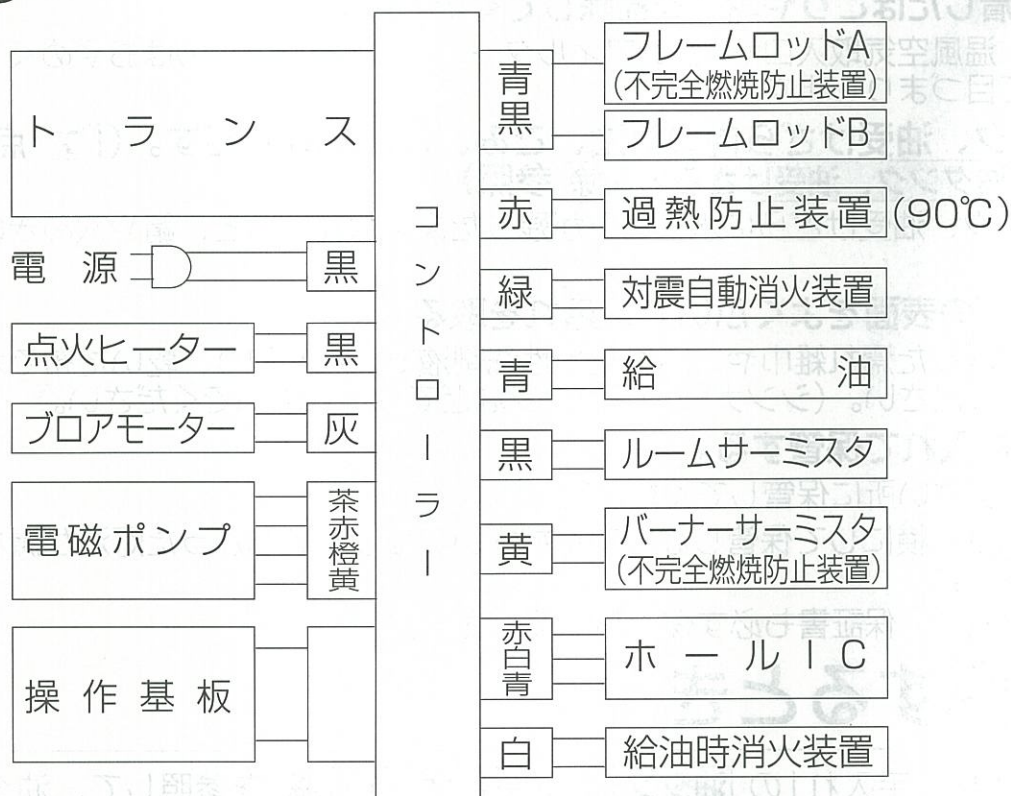 トランス
電源
黒
点火ヒーター
黒
ブロアモーター
灰
電磁ポンプ
茶
赤
橙
黄
操作基板
コントローラー
青
黒
フレームロッドA
(不完全燃焼防止装置)
フレームロッドB
赤
過熱防止装置(90℃)
緑
対震自動消火装置
青
給油
黒
ルームサーミスタ
黄
バーナーサーミスタ
(不完全燃焼防止装置)
赤
白
青
ホールIC
白
給油時消火装置